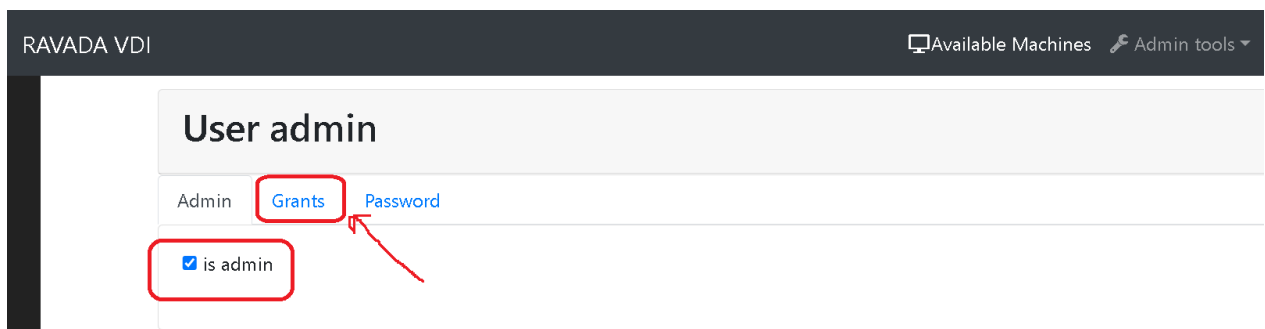 RAVADA VDI Available Machines Admin tools
User admin
Admin Grants Password
is admin